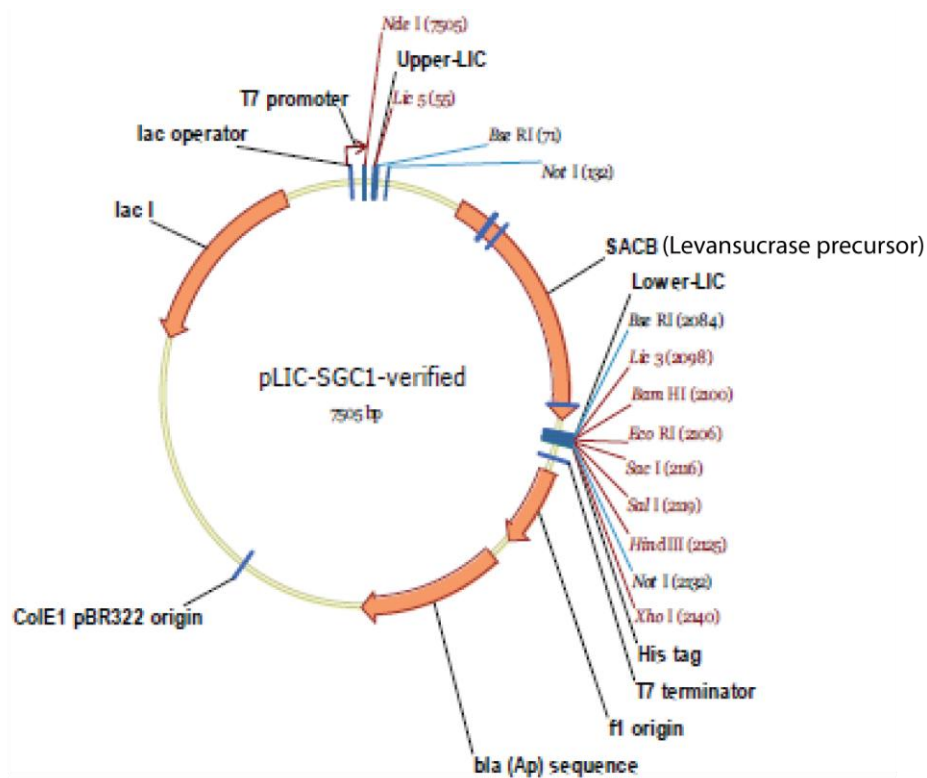 Nde I (7505)
Upper-LIC
T7 promoter
Lic 5 (55)
lac operator
Bse RI (71)
Not I (132)
lac I
SACB (Levansucrase precursor)
Lower-LIC
Bse RI (2084)
Lic 3 (2098)
Bam HI (2100)
Eco RI (2106)
Sac I (2116)
Sal I (2119)
Hind III (2125)
Not I (2132)
Xho I (2140)
pLIC-SGC1-verified
7505 bp
ColE1 pBR322 origin
His tag
T7 terminator
f1 origin
bla (Ap) sequence